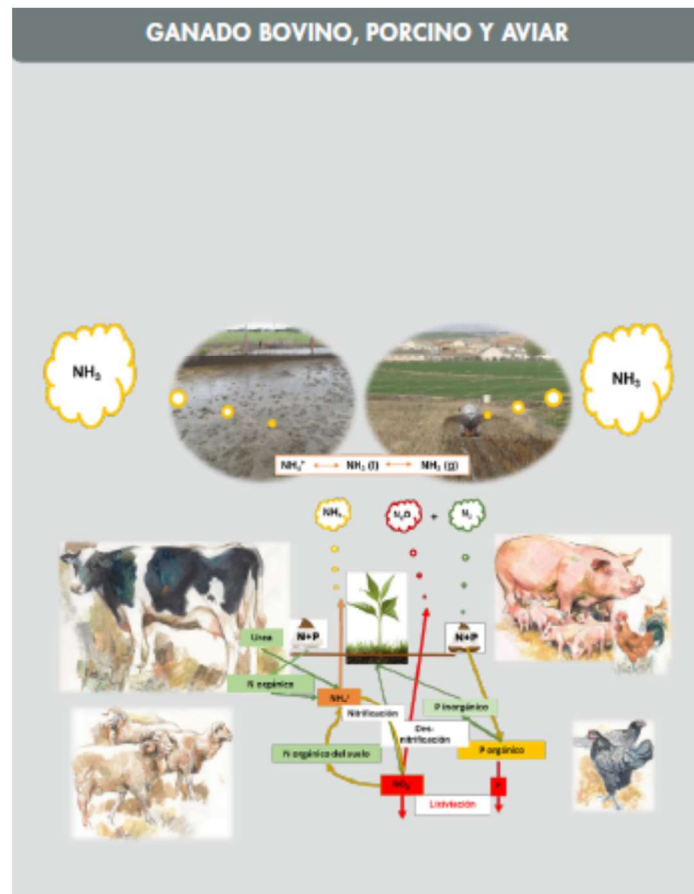 GANADO BOVINO, PORCINO Y AVIAR
NH₃
NH₃
NH₄⁺ ⟷ NH₃ (l) ⟷ NH₃ (g)
NH₃
N₂O
+
N₂
Urea
N+P
N+P
N orgánico
NH₄⁺
Nitrificación
P inorgánico
Des-
nitrificación
N orgánico del suelo
P orgánico
NO₃⁻
P
Lixiviación